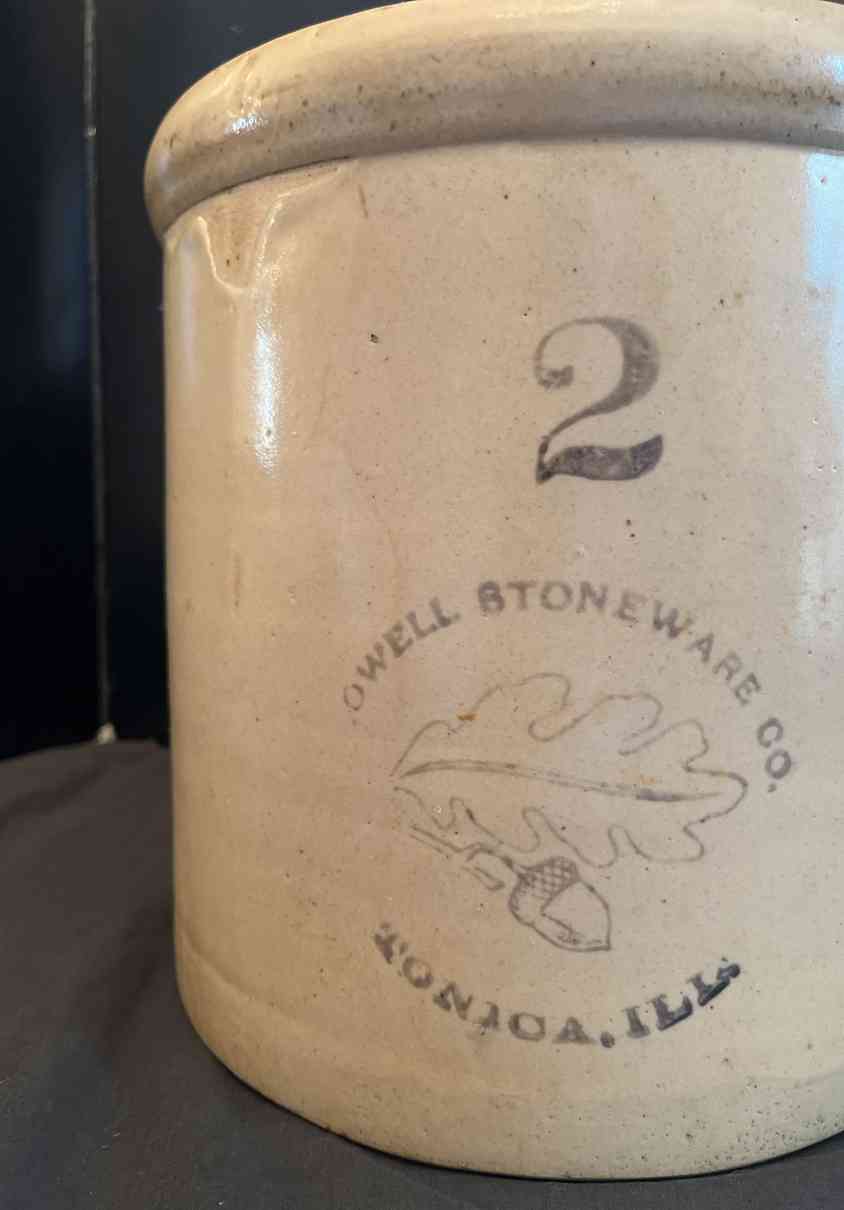 2
OWELL STONEWARE CO.
TONICA. ILL.